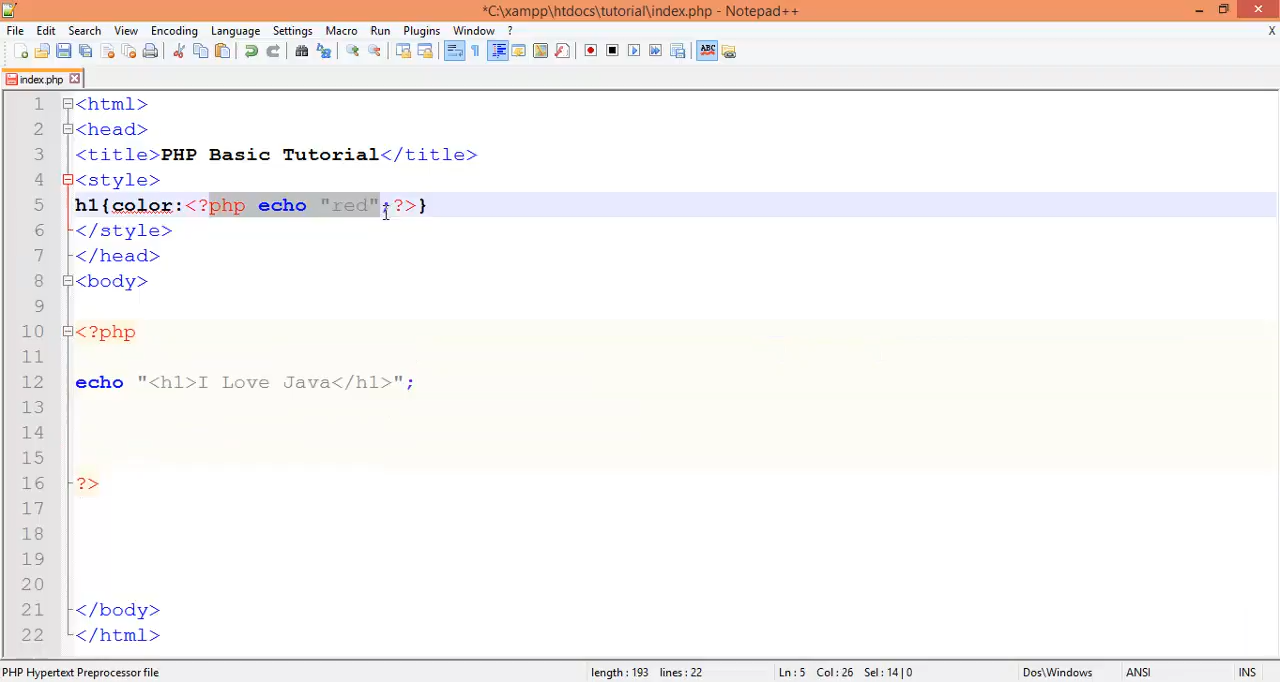 *C:\xampp\htdocs\tutorial\index.php - Notepad++
File Edit Search View Encoding Language Settings Macro Run Plugins Window ? X
ABC
index.php
1 <html>
2 <head>
3 <title>PHP Basic Tutorial</title>
4 <style>
5 h1{color:<?php echo "red";?>}
6 </style>
7 </head>
8 <body>
9
10 <?php
11
12 echo "<h1>I Love Java</h1>";
13
14
15
16 ?>
17
18
19
20
21 </body>
22 </html>
PHP Hypertext Preprocessor file length : 193 lines : 22 Ln : 5 Col : 26 Sel : 14 | 0 Dos\Windows ANSI INS